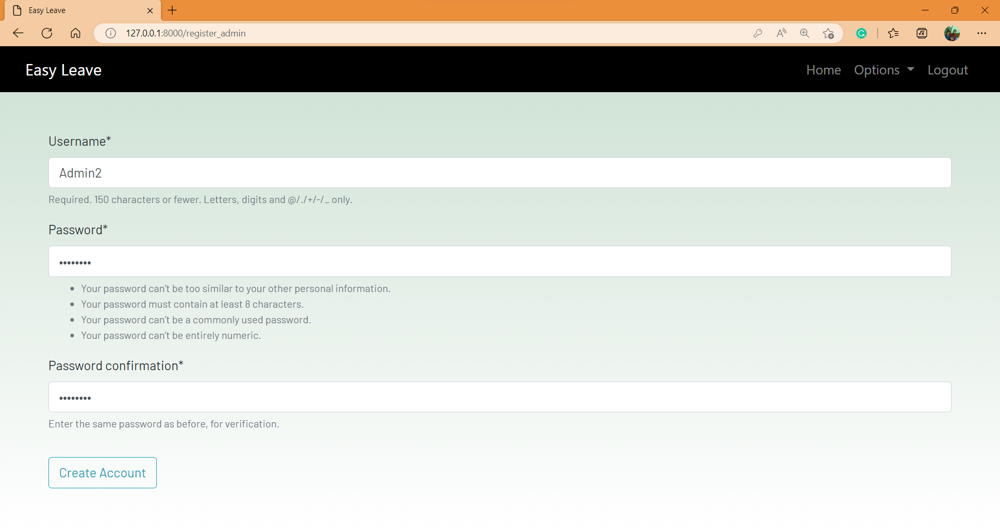 Easy Leave
127.0.0.1:8000/register_admin
Easy Leave
Home Options Logout
Username*
Admin2
Required. 150 characters or fewer. Letters, digits and @/./+/-/_ only.
Password*
••••••••
• Your password can't be too similar to your other personal information.
• Your password must contain at least 8 characters.
• Your password can't be a commonly used password.
• Your password can't be entirely numeric.
Password confirmation*
••••••••
Enter the same password as before, for verification.
Create Account